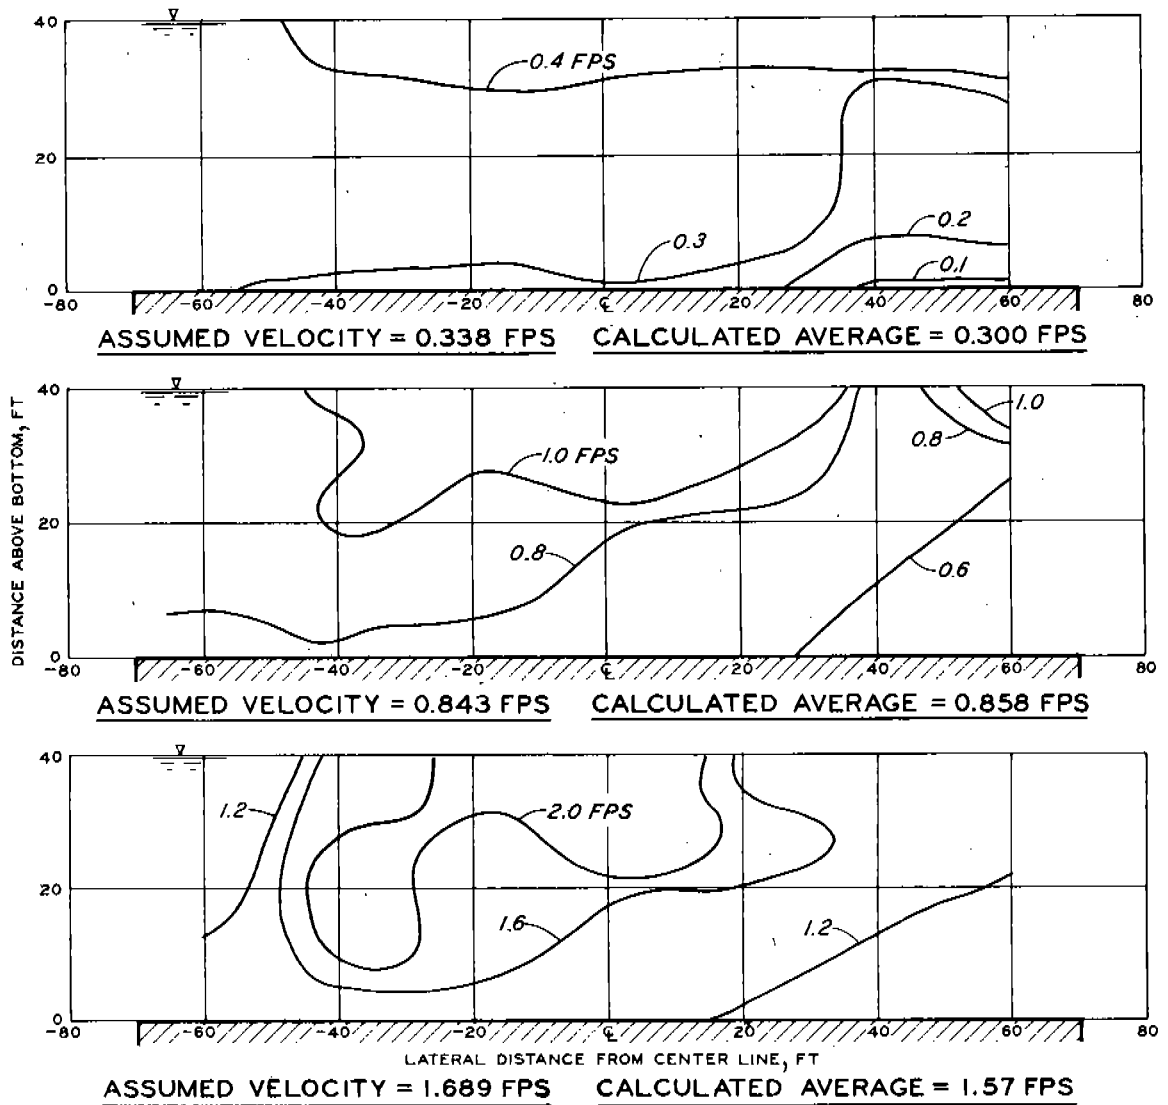 40
0.4 FPS
20
0.2
0.3
0.1
0
-80 -60 -40 -20 ℄ 20 40 60 80
ASSUMED VELOCITY = 0.338 FPS CALCULATED AVERAGE = 0.300 FPS
DISTANCE ABOVE BOTTOM, FT
40
1.0
0.8
1.0 FPS
20
0.8
0.6
0
-80 -60 -40 -20 ℄ 20 40 60 80
ASSUMED VELOCITY = 0.843 FPS CALCULATED AVERAGE = 0.858 FPS
40
1.2
2.0 FPS
20
1.6
1.2
0
-80 -60 -40 -20 ℄ 20 40 60 80
LATERAL DISTANCE FROM CENTER LINE, FT
ASSUMED VELOCITY = 1.689 FPS CALCULATED AVERAGE = 1.57 FPS